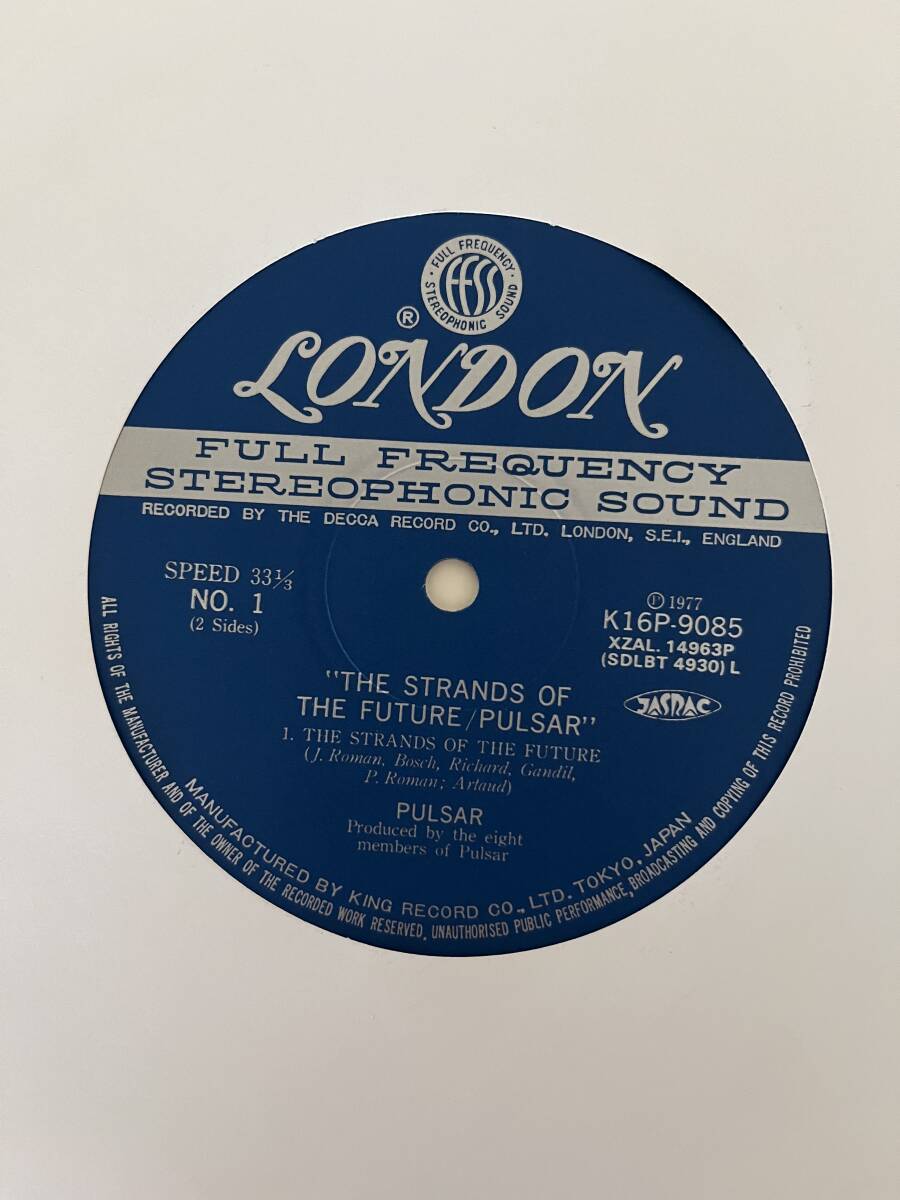 FULL FREQUENCY
FFSS
STEREOPHONIC SOUND
®
LONDON
FULL FREQUENCY
STEREOPHONIC SOUND
RECORDED BY THE DECCA RECORD CO., LTD. LONDON, S.E.I., ENGLAND
SPEED 33⅓
NO. 1
(2 Sides)
Ⓟ 1977
K16P-9085
XZAL. 14963P
(SDLBT 4930) L
JASRAC
"THE STRANDS OF
THE FUTURE/PULSAR"
1. THE STRANDS OF THE FUTURE
(J. Roman, Bosch, Richard, Gandil,
P. Roman; Artaud)
PULSAR
Produced by the eight
members of Pulsar
MANUFACTURED BY KING RECORD CO., LTD. TOKYO, JAPAN
ALL RIGHTS OF THE MANUFACTURER AND OF THE OWNER OF THE RECORDED WORK RESERVED, UNAUTHORISED PUBLIC PERFORMANCE, BROADCASTING AND COPYING OF THIS RECORD PROHIBITED